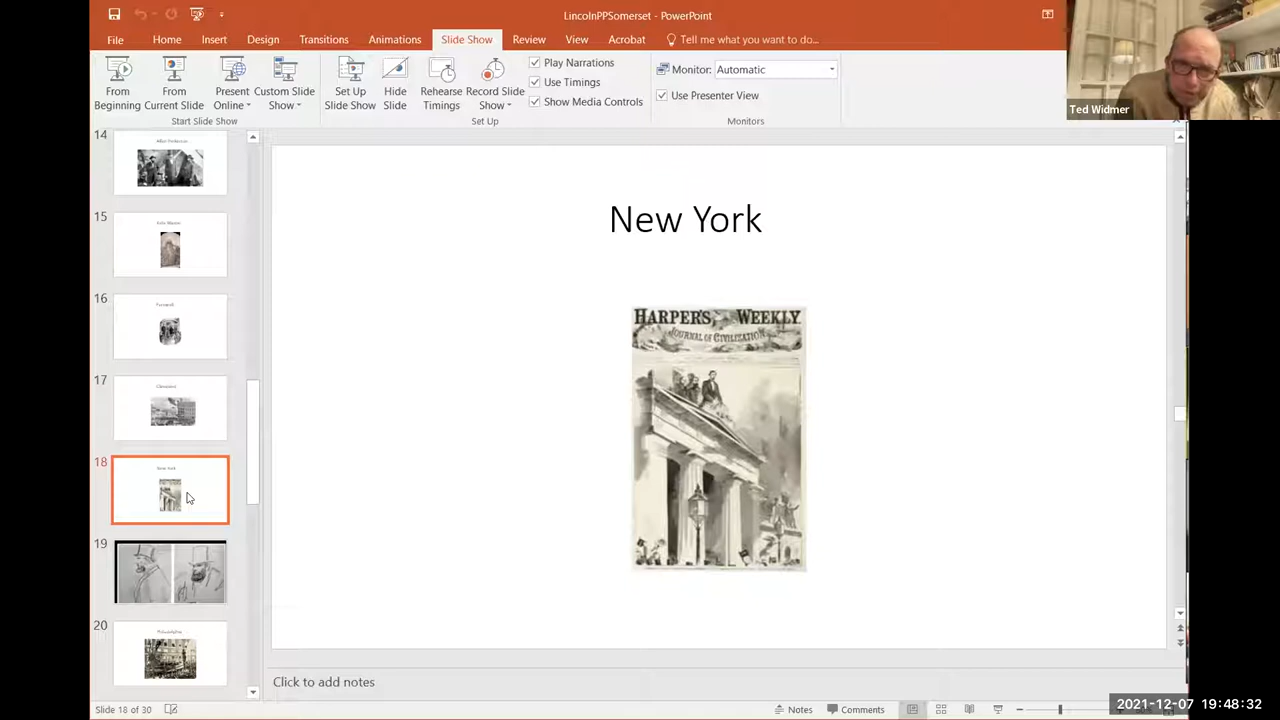 LincolnPPSomerset - PowerPoint
File Home Insert Design Transitions Animations Slide Show Review View Acrobat Tell me what you want to do...
From Beginning
From Current Slide
Present Online
Custom Slide Show
Set Up Slide Show
Hide Slide
Rehearse Timings
Record Slide Show
Play Narrations
Use Timings
Show Media Controls
Monitor: Automatic
Use Presenter View
Start Slide Show
Set Up
Monitors
Ted Widmer
14
15
16
17
18
New York
19
20
Philadelphia
New York
HARPER'S WEEKLY
JOURNAL OF CIVILIZATION
Click to add notes
Slide 18 of 30
Notes
Comments
2021-12-07 19:48:32